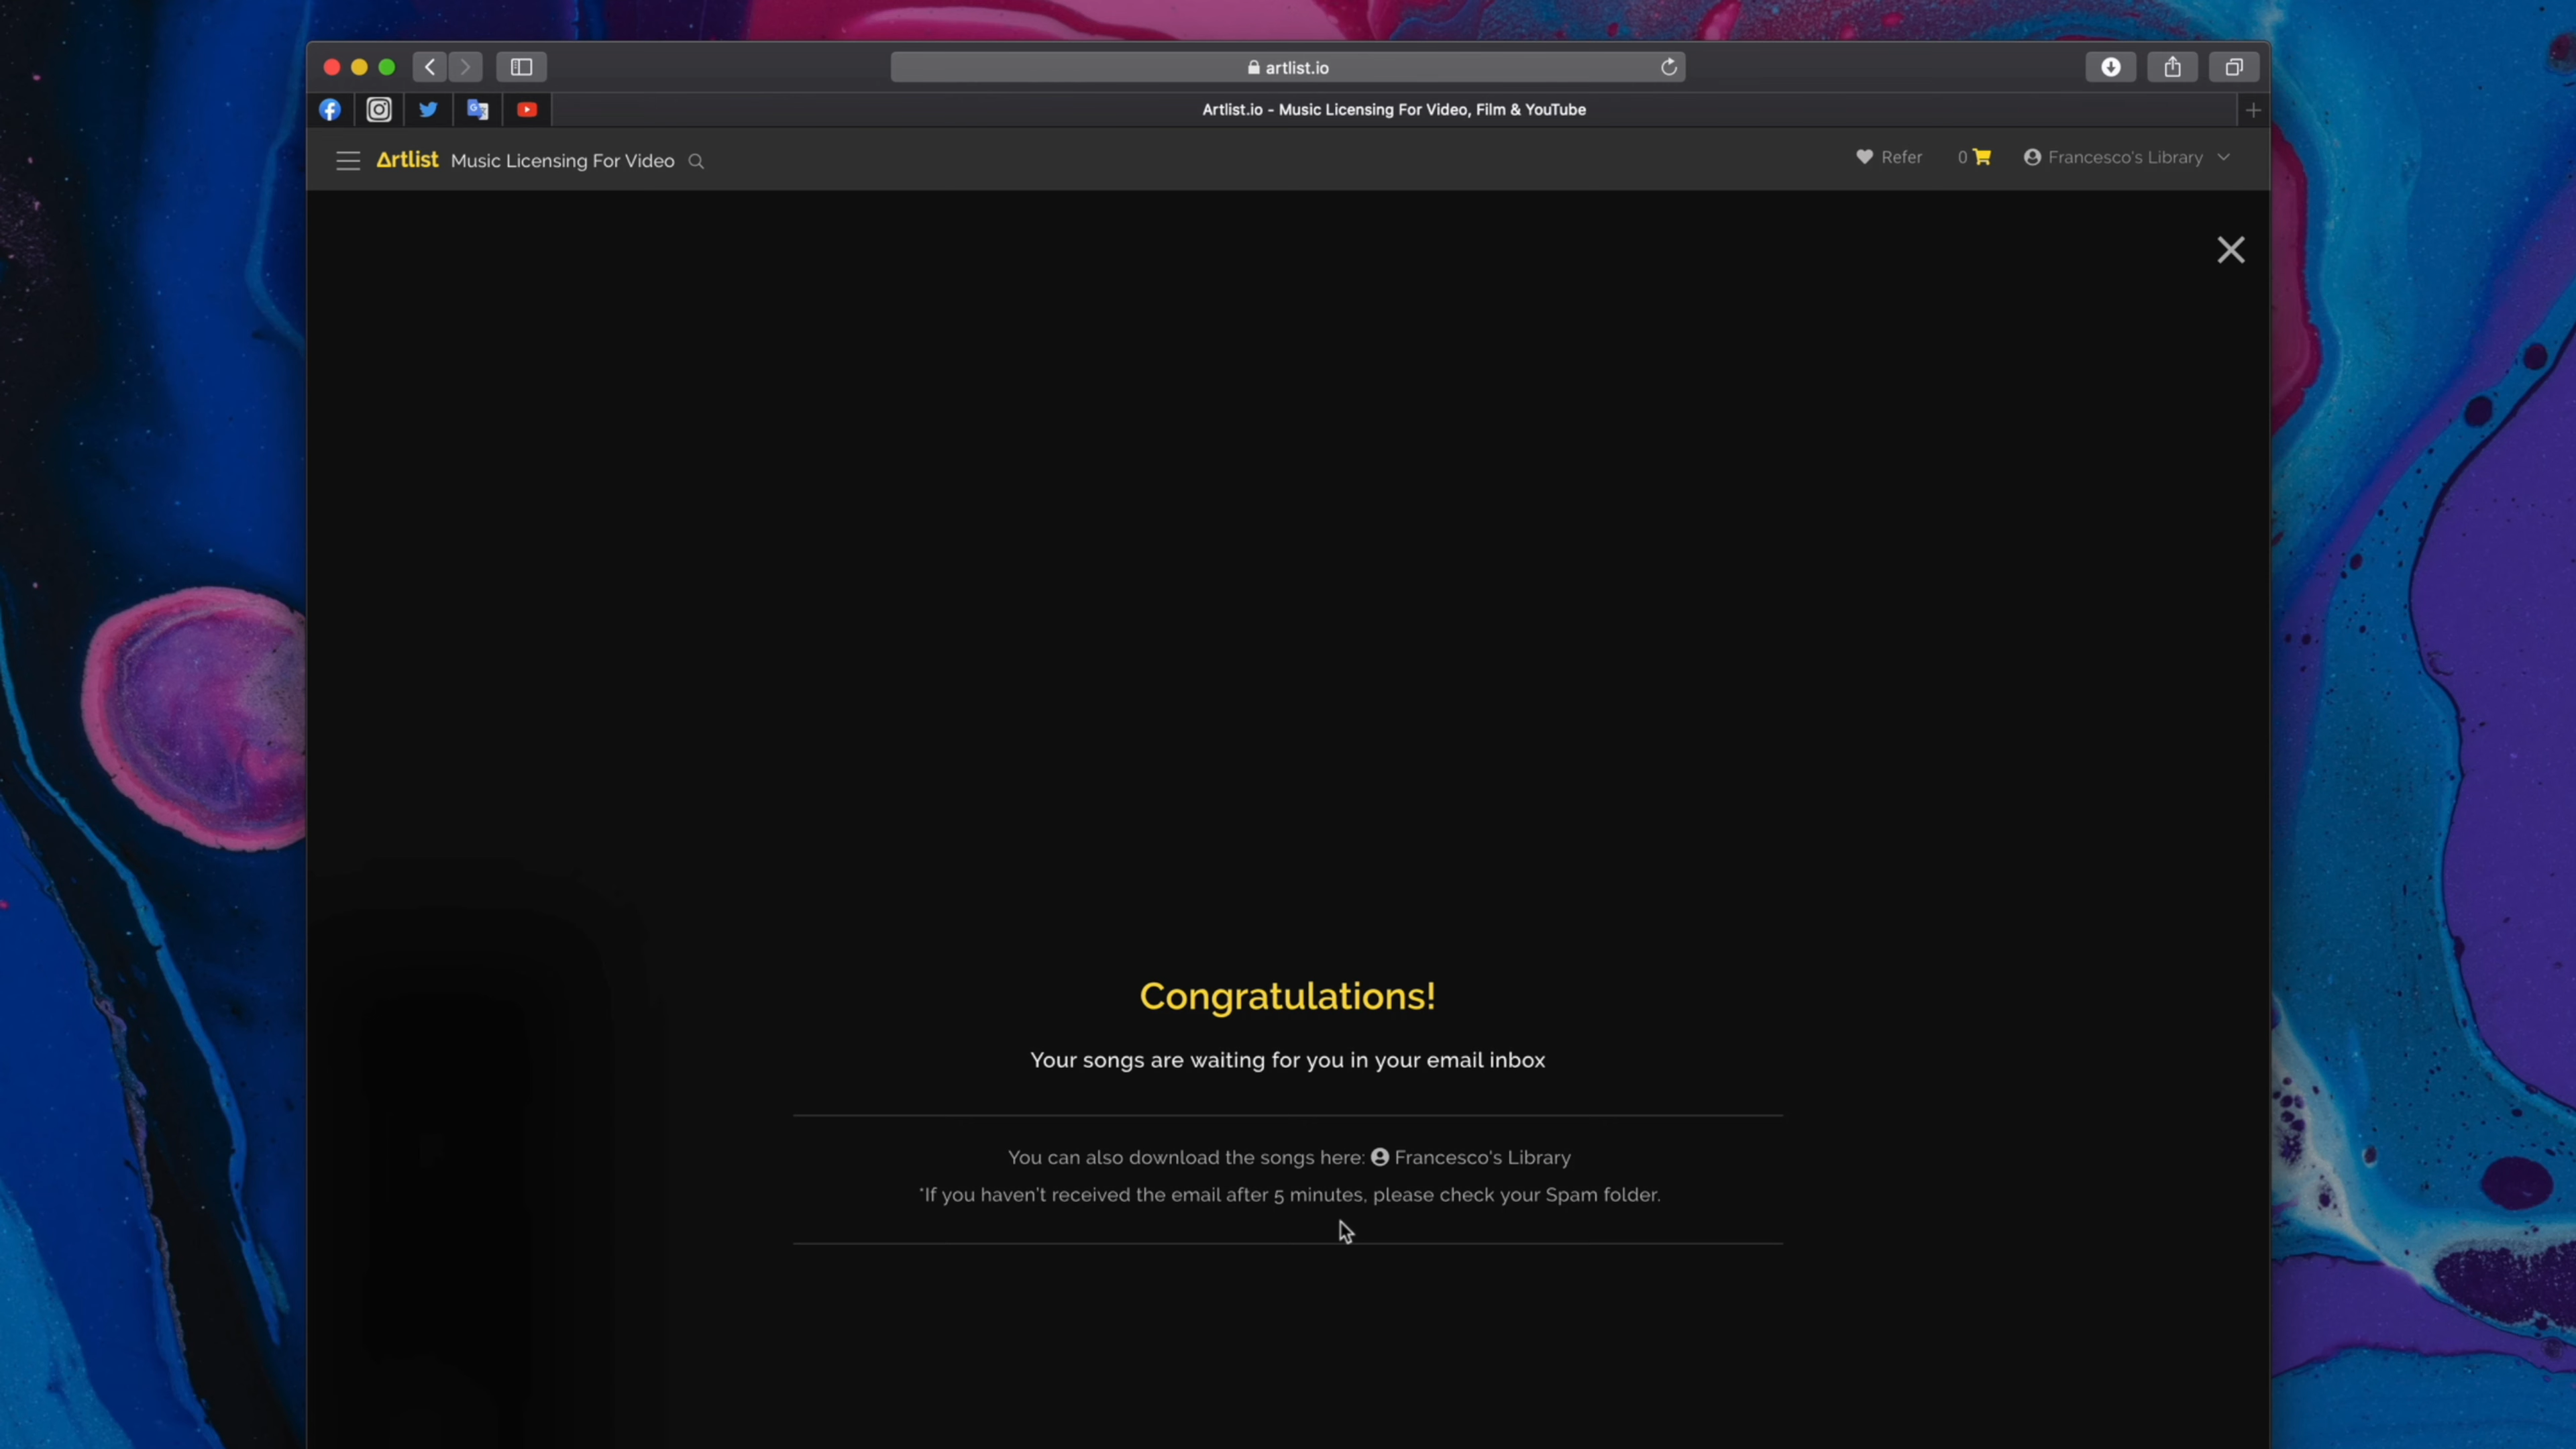 artlist.io
Artlist.io - Music Licensing For Video, Film & YouTube
Artlist Music Licensing For Video
Refer 0 Francesco's Library
Congratulations!
Your songs are waiting for you in your email inbox
You can also download the songs here: Francesco's Library
*If you haven't received the email after 5 minutes, please check your Spam folder.